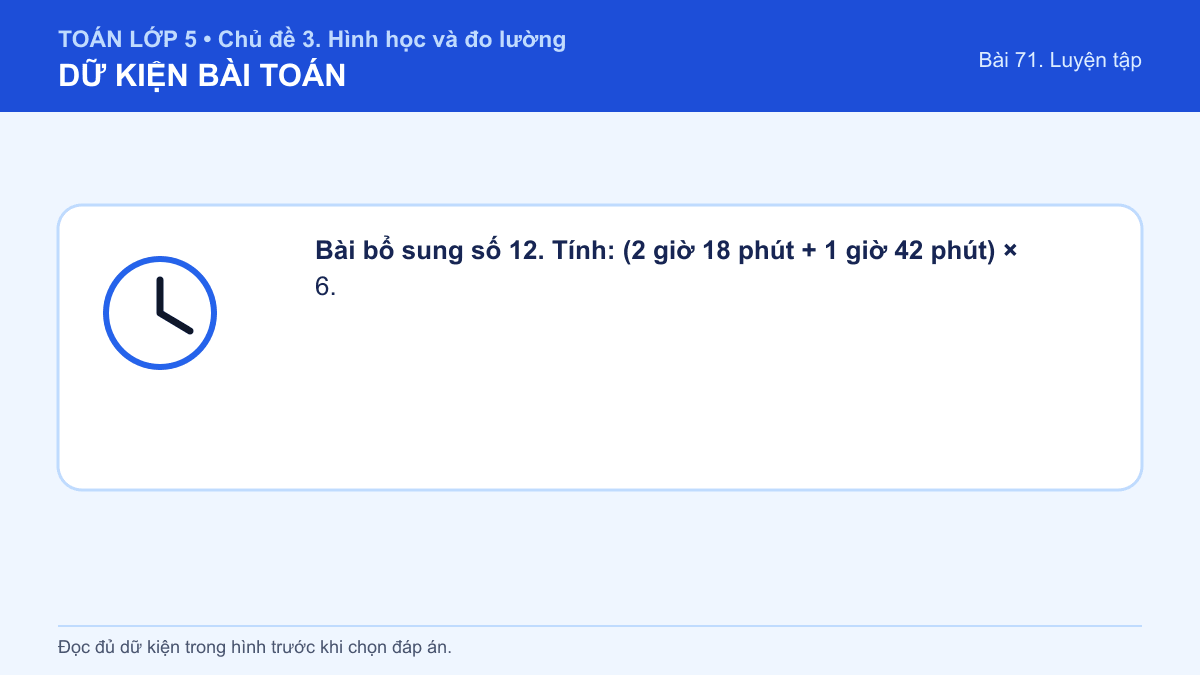 TOÁN LỚP 5 • Chủ đề 3. Hình học và đo lường
DỮ KIỆN BÀI TOÁN
Bài 71. Luyện tập
Bài bổ sung số 12. Tính: (2 giờ 18 phút + 1 giờ 42 phút) ×
6.
Đọc đủ dữ kiện trong hình trước khi chọn đáp án.